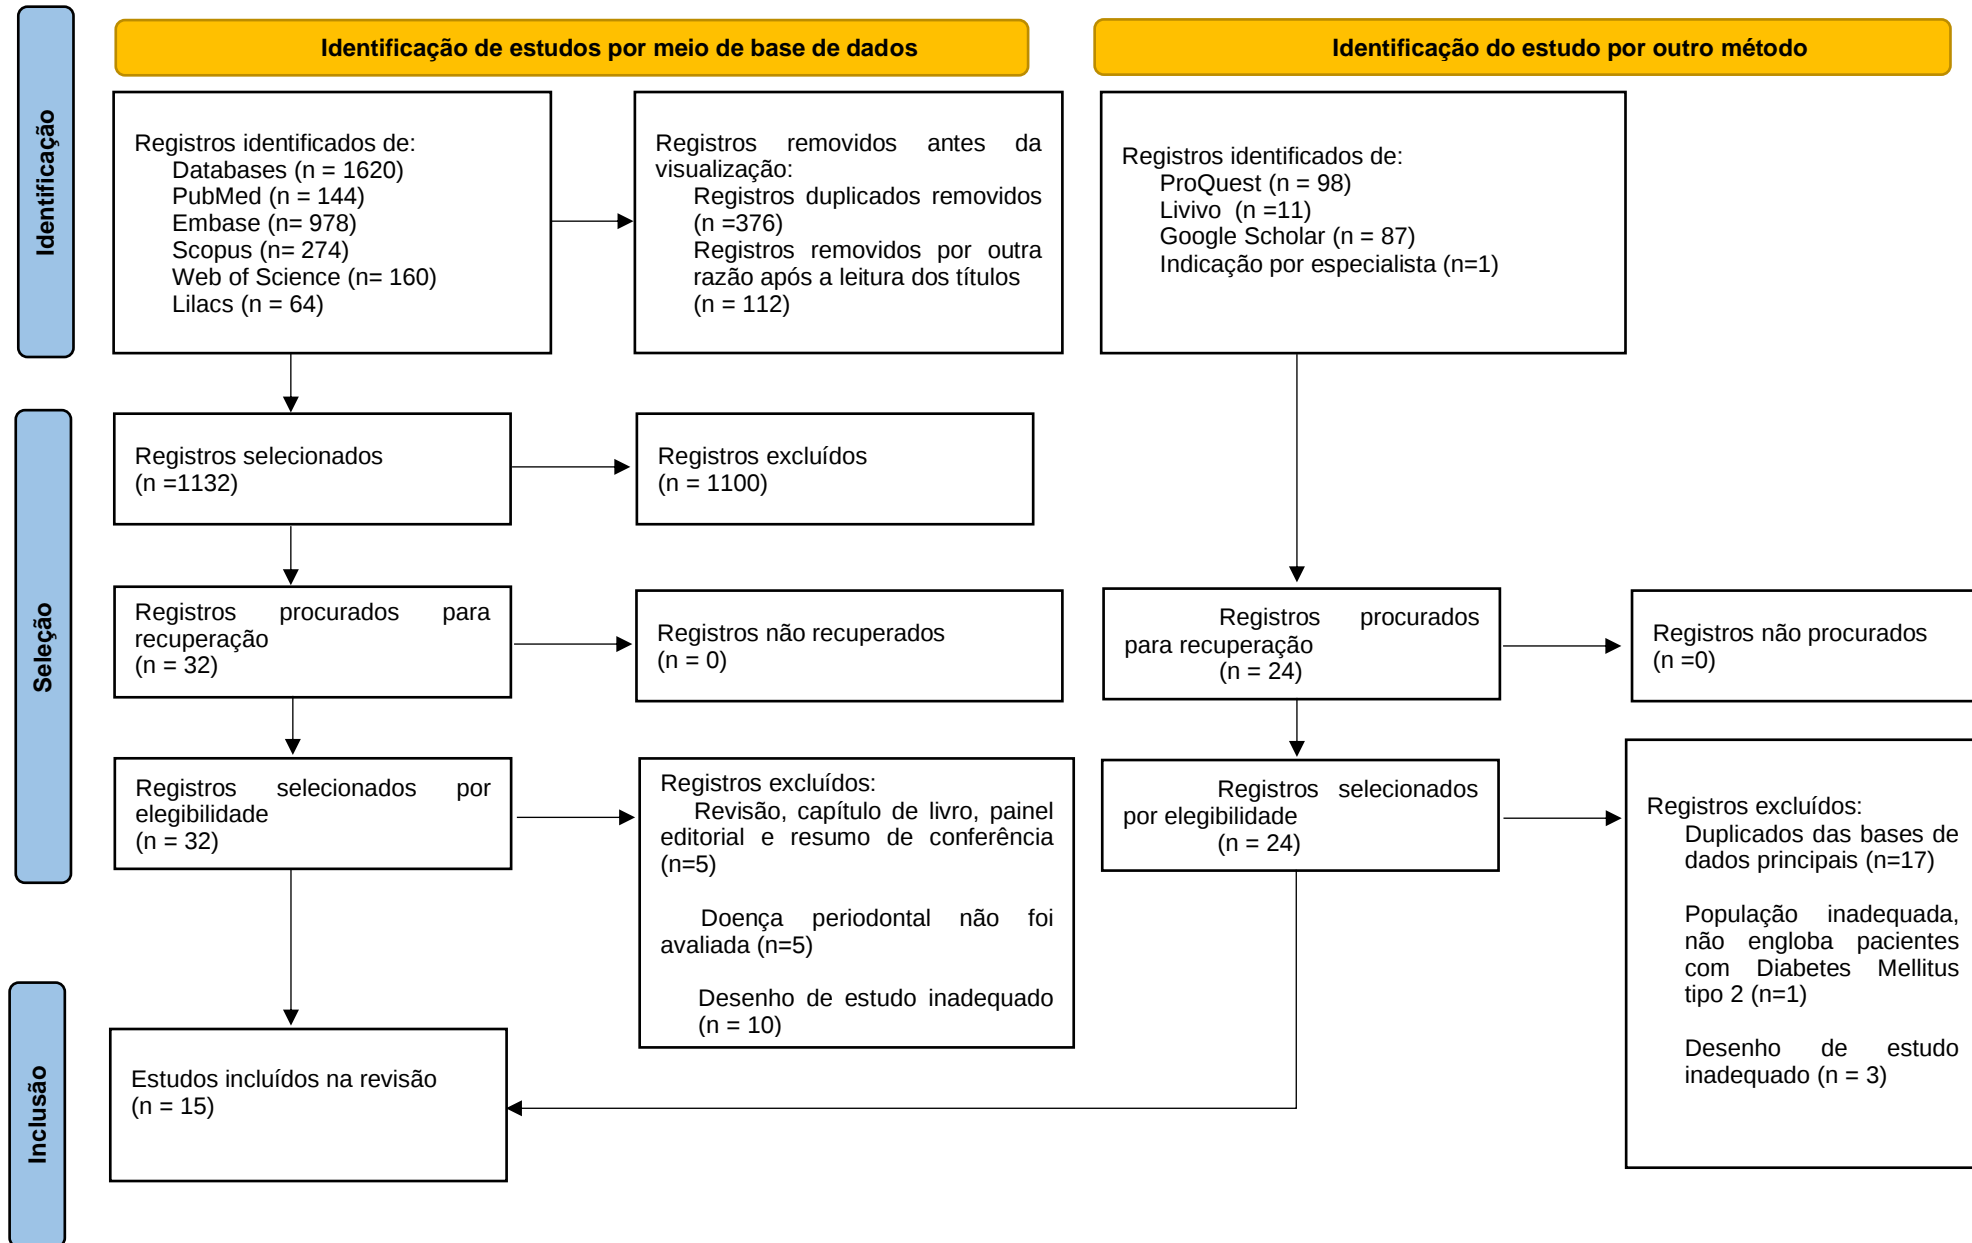 Identificação de estudos por meio de base de dados
Identificação do estudo por outro método
Identificação
Registros identificados de:
Databases (n = 1620)
PubMed (n = 144)
Embase (n= 978)
Scopus (n= 274)
Web of Science (n= 160)
Lilacs (n = 64)
Registros removidos antes da
visualização:
Registros duplicados removidos
(n =376)
Registros removidos por outra
razão após a leitura dos títulos
(n = 112)
Registros identificados de:
ProQuest (n = 98)
Livivo (n =11)
Google Scholar (n = 87)
Indicação por especialista (n=1)
Seleção
Registros selecionados
(n =1132)
Registros excluídos
(n = 1100)
Registros procurados para
recuperação
(n = 32)
Registros não recuperados
(n = 0)
Registros procurados
para recuperação
(n = 24)
Registros não procurados
(n =0)
Registros selecionados por
elegibilidade
(n = 32)
Registros excluídos:
Revisão, capítulo de livro, painel
editorial e resumo de conferência
(n=5)
Doença periodontal não foi
avaliada (n=5)
Desenho de estudo inadequado
(n = 10)
Registros selecionados
por elegibilidade
(n = 24)
Registros excluídos:
Duplicados das bases de
dados principais (n=17)
População inadequada,
não engloba pacientes
com Diabetes Mellitus
tipo 2 (n=1)
Desenho de estudo
inadequado (n = 3)
Inclusão
Estudos incluídos na revisão
(n = 15)